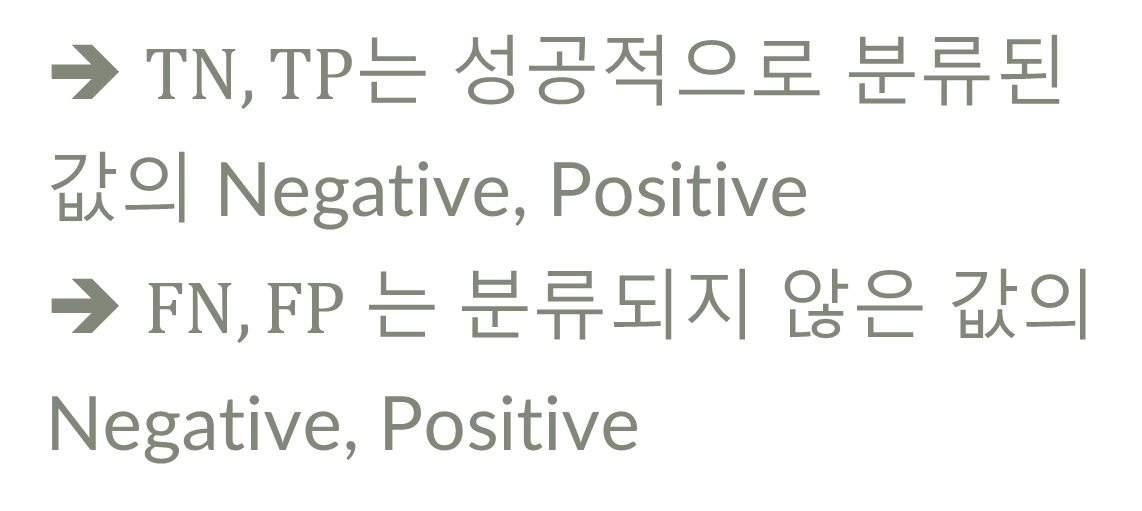 ➔ TN, TP는 성공적으로 분류된
값의 Negative, Positive
➔ FN, FP 는 분류되지 않은 값의
Negative, Positive